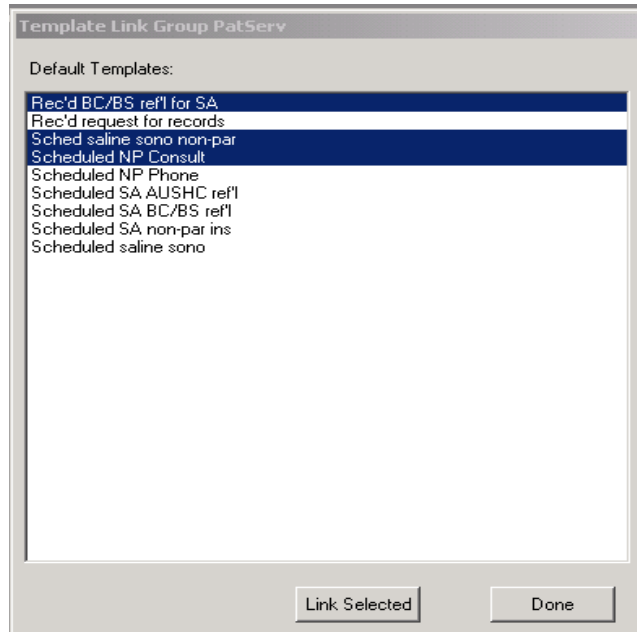 Template Link Group PatServ
Default Templates:
Rec'd BC/BS ref'l for SA
Rec'd request for records
Sched saline sono non-par
Scheduled NP Consult
Scheduled NP Phone
Scheduled SA AUSHC ref'l
Scheduled SA BC/BS ref'l
Scheduled SA non-par ins
Scheduled saline sono
Link Selected
Done